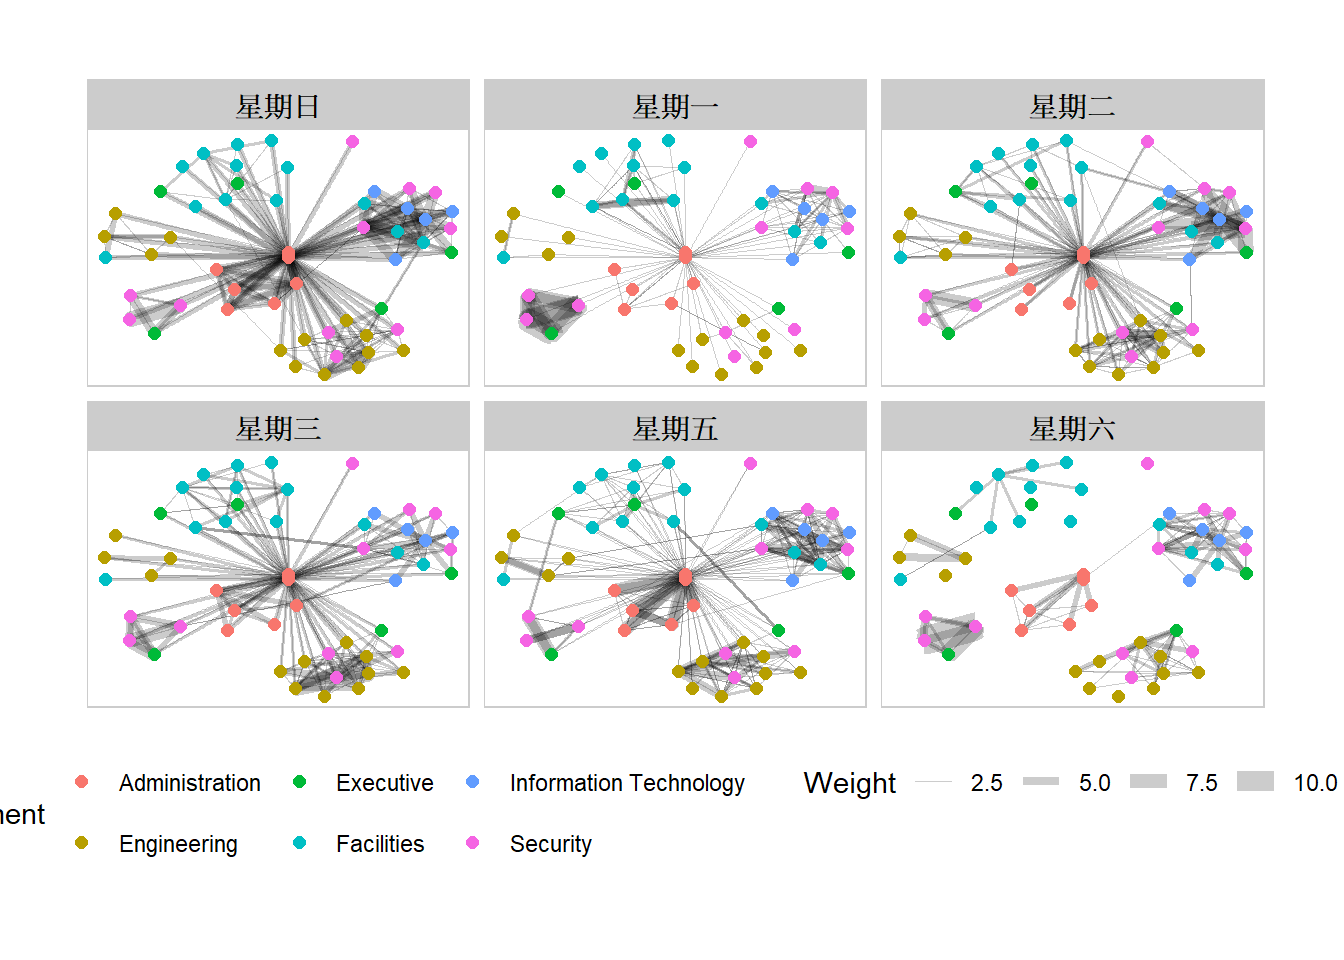 星期日 星期一 星期二
星期三 星期五 星期六
Administration Executive Information Technology Weight 2.5 5.0 7.5 10.0
ment
Engineering Facilities Security